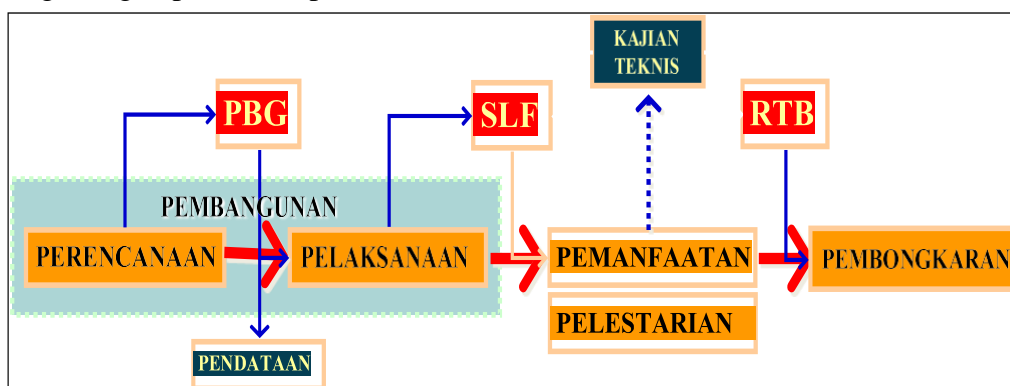 KAJIAN
TEKNIS
PBG
SLF
RTB
PEMBANGUNAN
PERENCANAAN
PELAKSANAAN
PEMANFAATAN
PEMBONGKARAN
PELESTARIAN
PENDATAAN